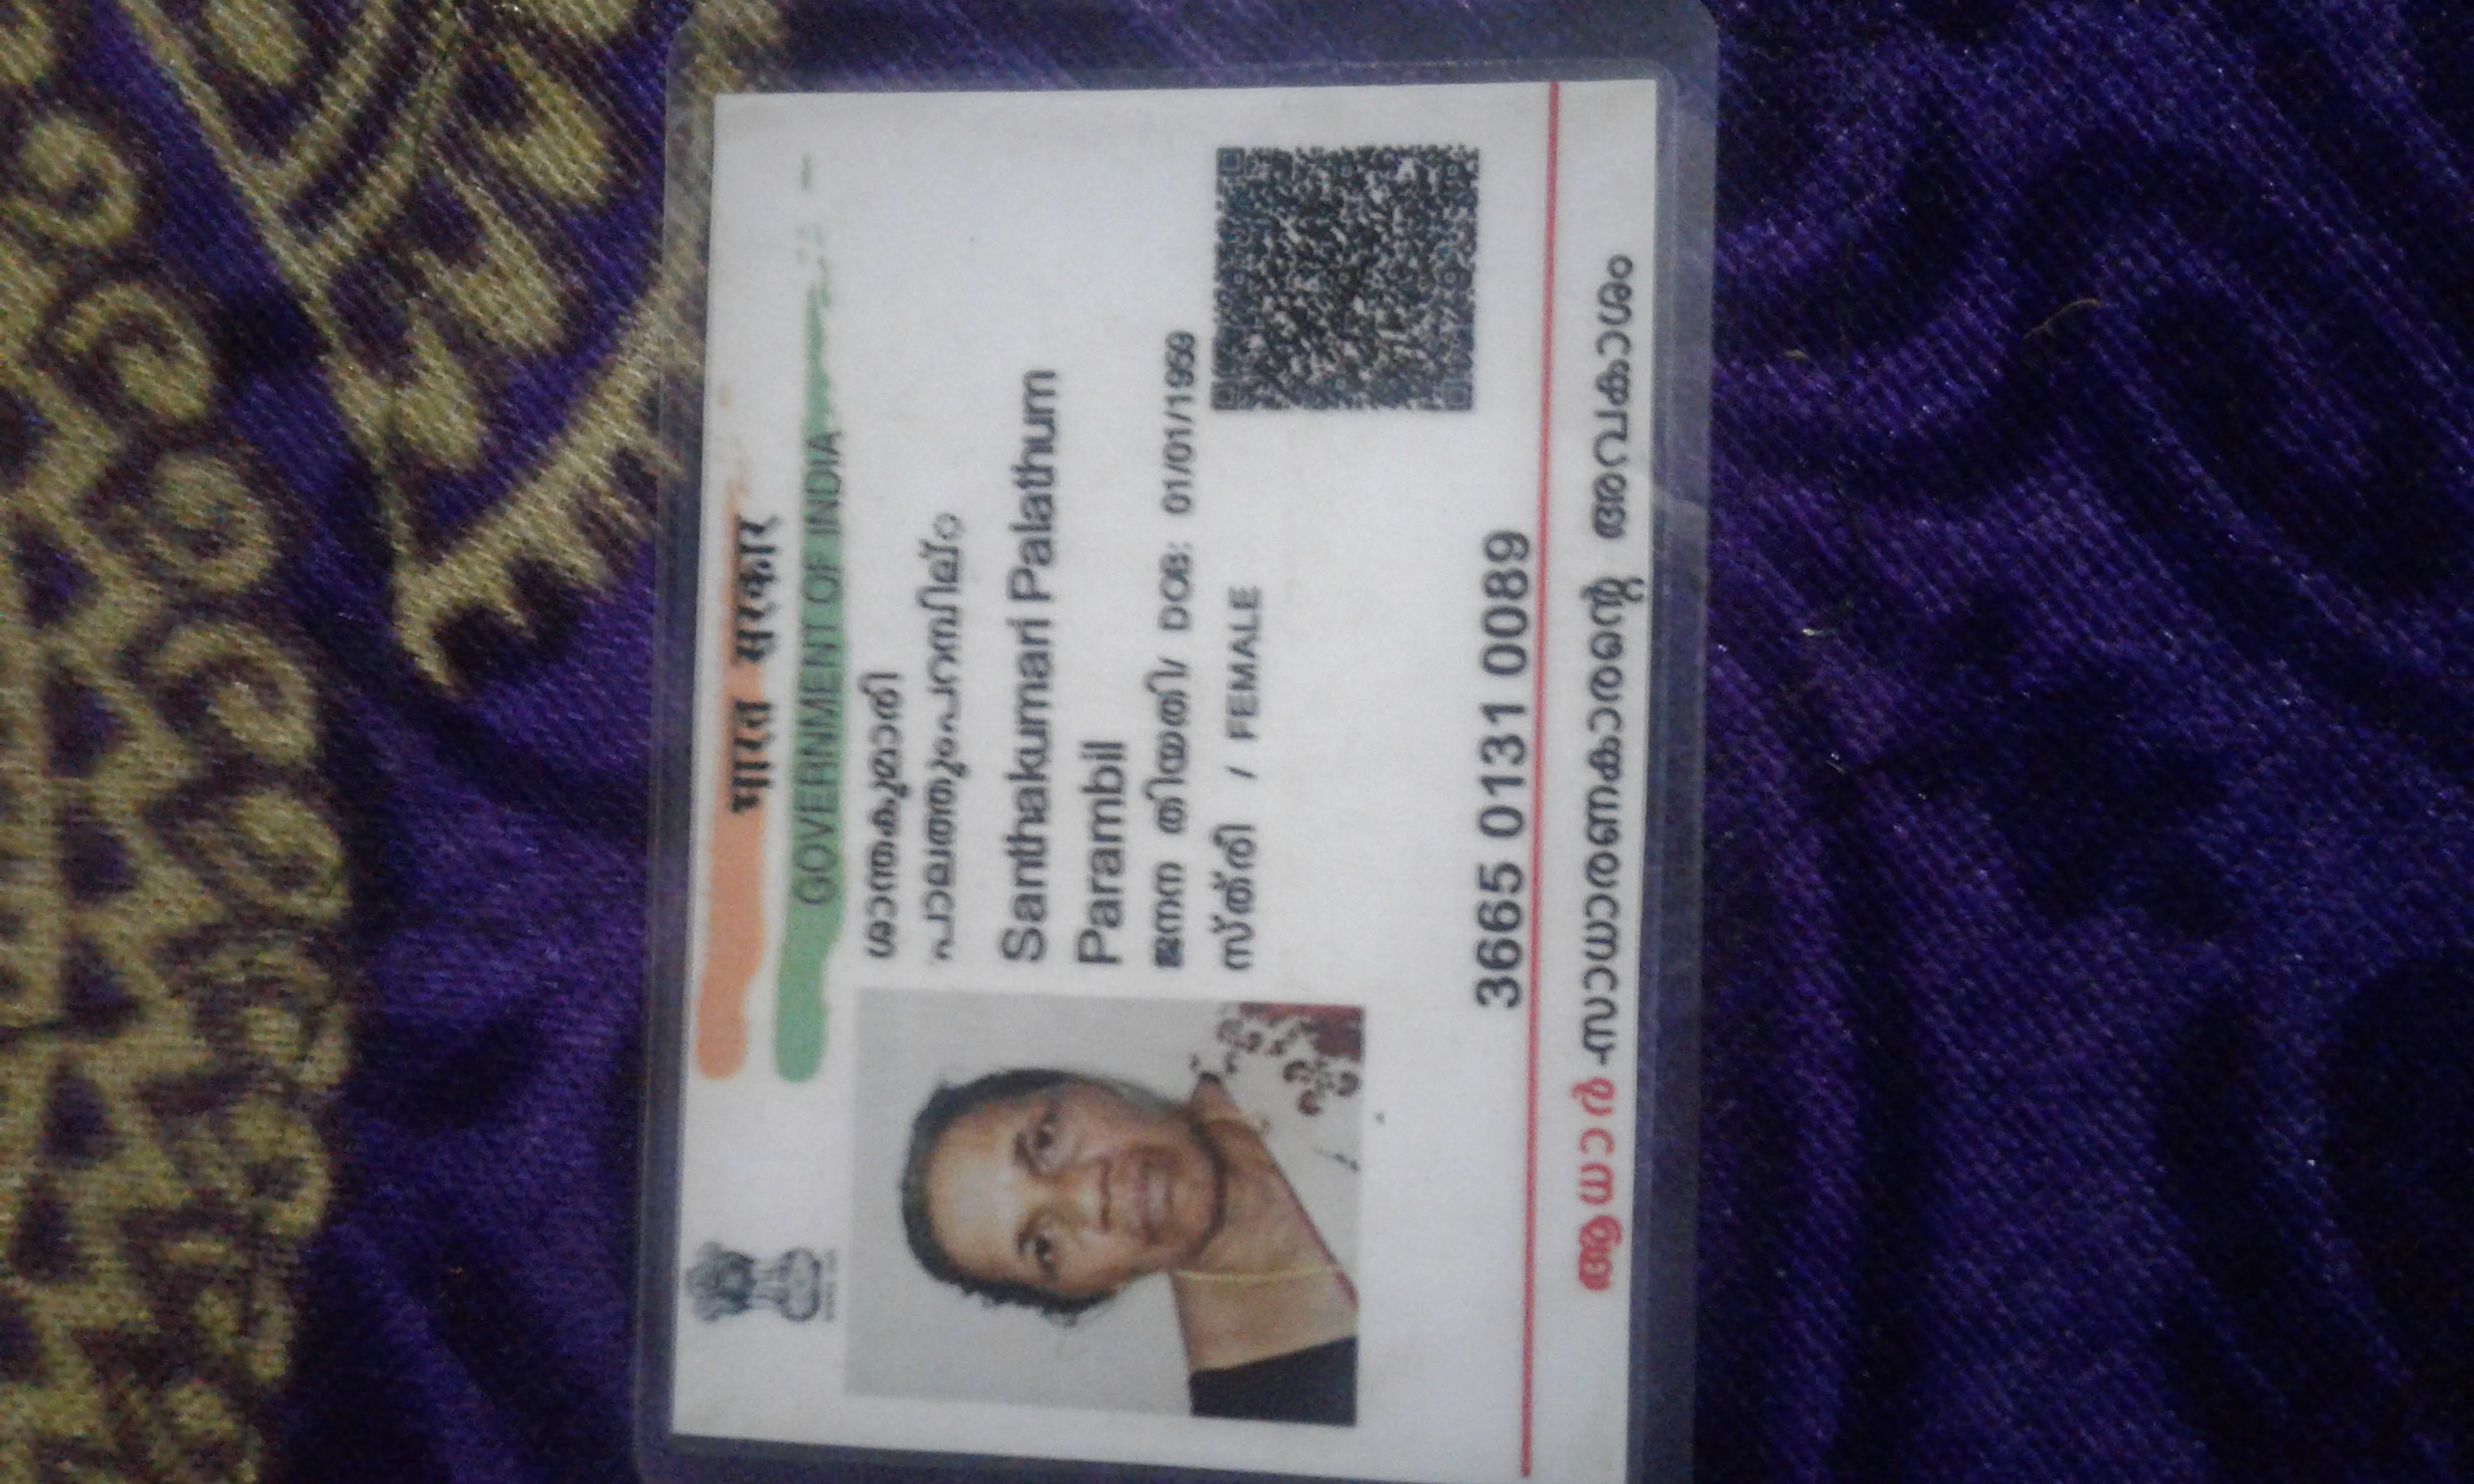 भारत सरकार
GOVERNMENT OF INDIA
ശാന്തകുമാരി
പാലത്തുംപറമ്പില്‍
Santhakumari Palathum
Parambil
ജനന തിയതി/ DOB: 01/01/1959
സ്ത്രീ / FEMALE
3665 0131 0089
ആധാർ-സാധാരണകാരന്റെ അവകാശം